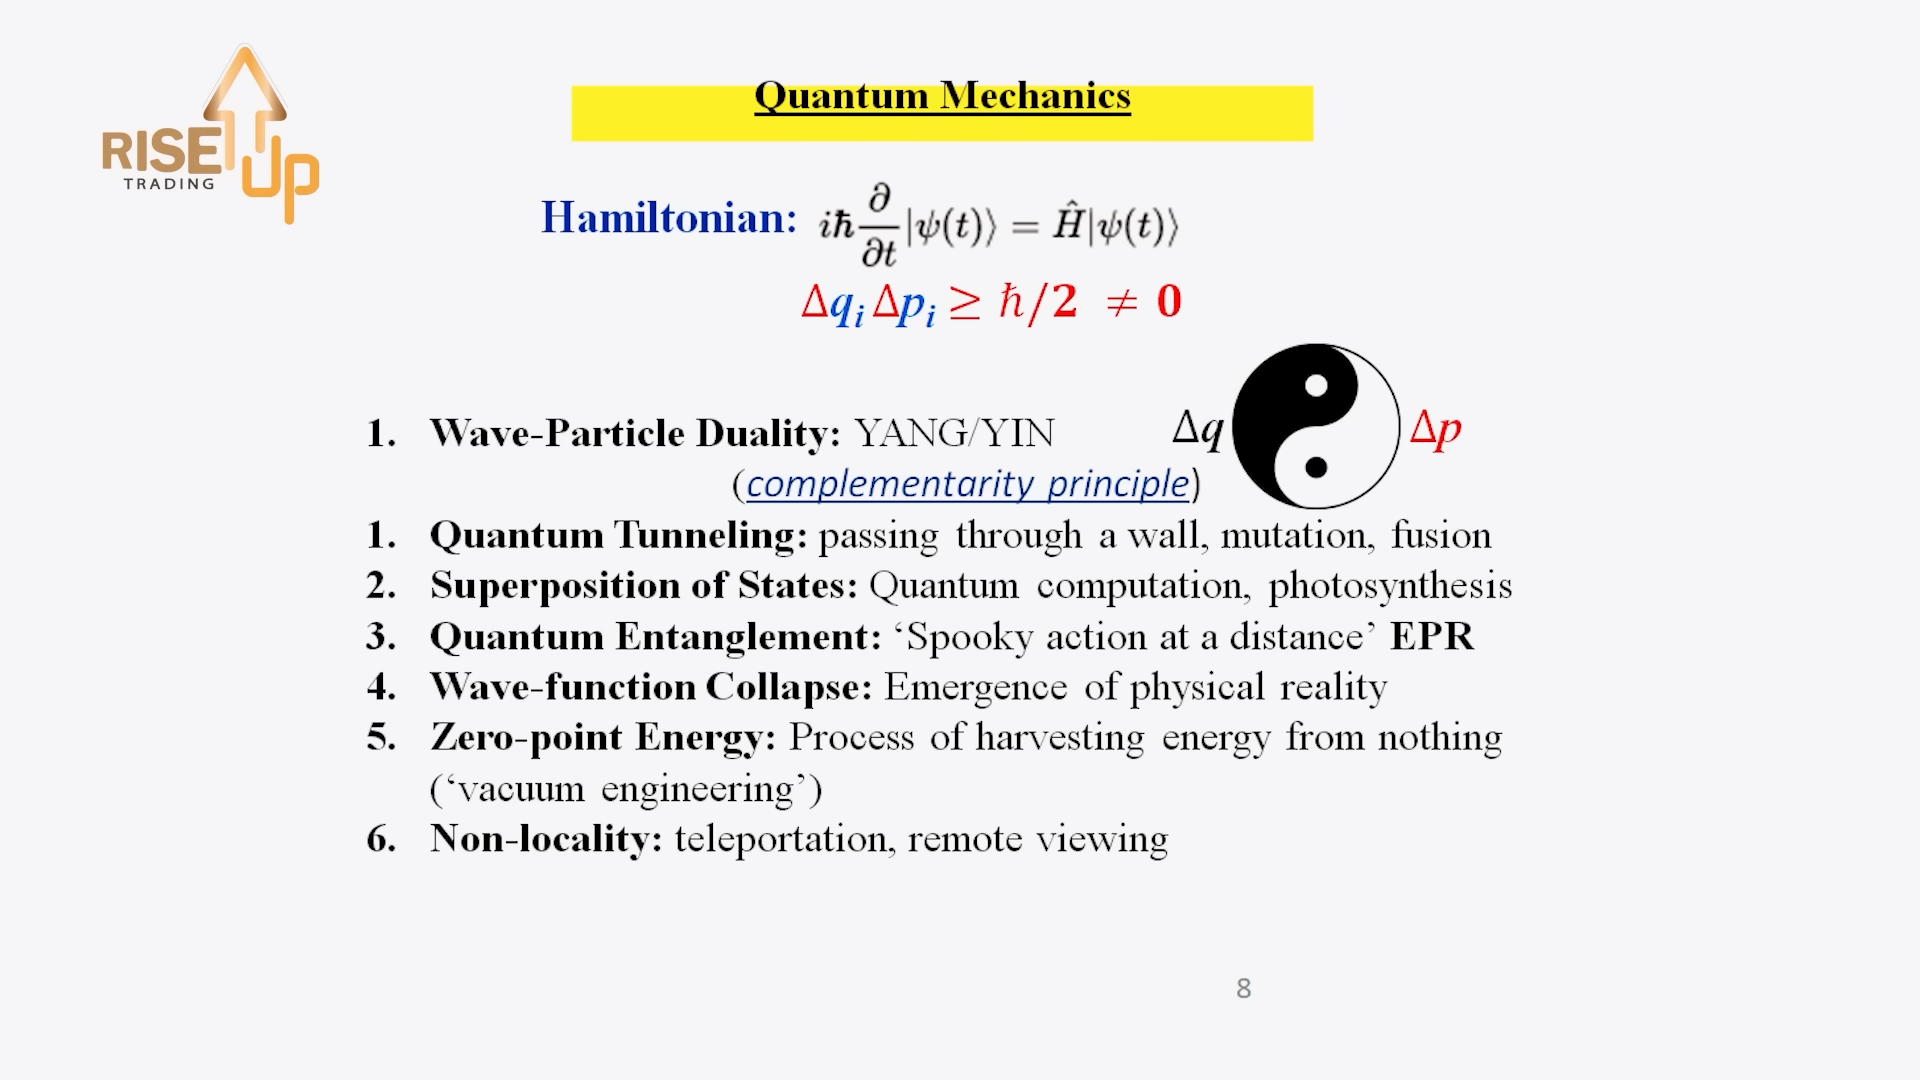 RISE Up
TRADING
Quantum Mechanics
Hamiltonian: iℏ ∂/∂t |ψ(t)⟩ = Ĥ|ψ(t)⟩
Δqᵢ Δpᵢ ≥ ℏ/2 ≠ 0
1. Wave-Particle Duality: YANG/YIN
Δq Δp
(complementarity principle)
1. Quantum Tunneling: passing through a wall, mutation, fusion
2. Superposition of States: Quantum computation, photosynthesis
3. Quantum Entanglement: ‘Spooky action at a distance’ EPR
4. Wave-function Collapse: Emergence of physical reality
5. Zero-point Energy: Process of harvesting energy from nothing
(‘vacuum engineering’)
6. Non-locality: teleportation, remote viewing
8